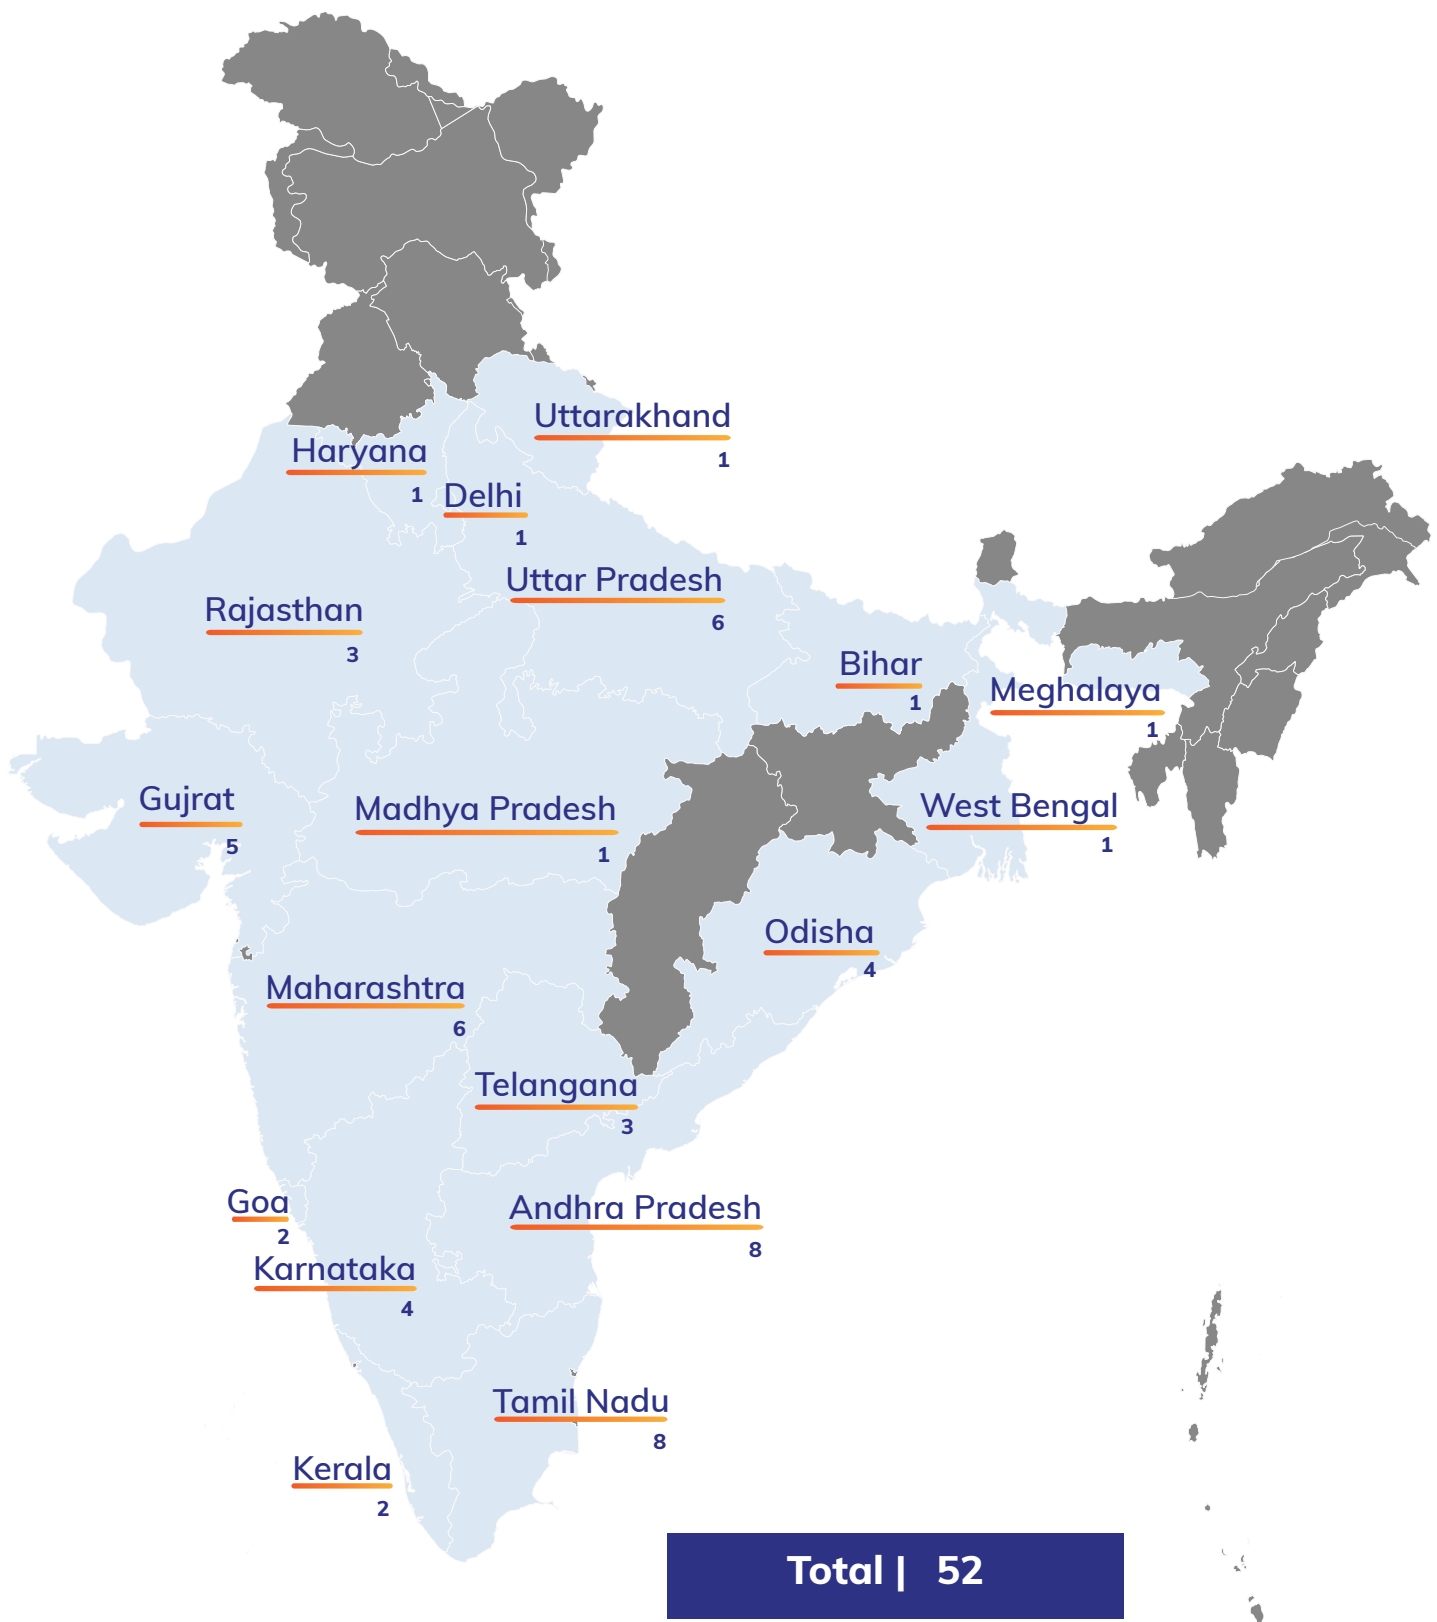 Uttarakhand
1
Haryana
1
Delhi
1
Uttar Pradesh
6
Rajasthan
3
Bihar
1
Meghalaya
1
Gujrat
5
Madhya Pradesh
1
West Bengal
1
Odisha
4
Maharashtra
6
Telangana
3
Goa
2
Andhra Pradesh
8
Karnataka
4
Tamil Nadu
8
Kerala
2
Total | 52